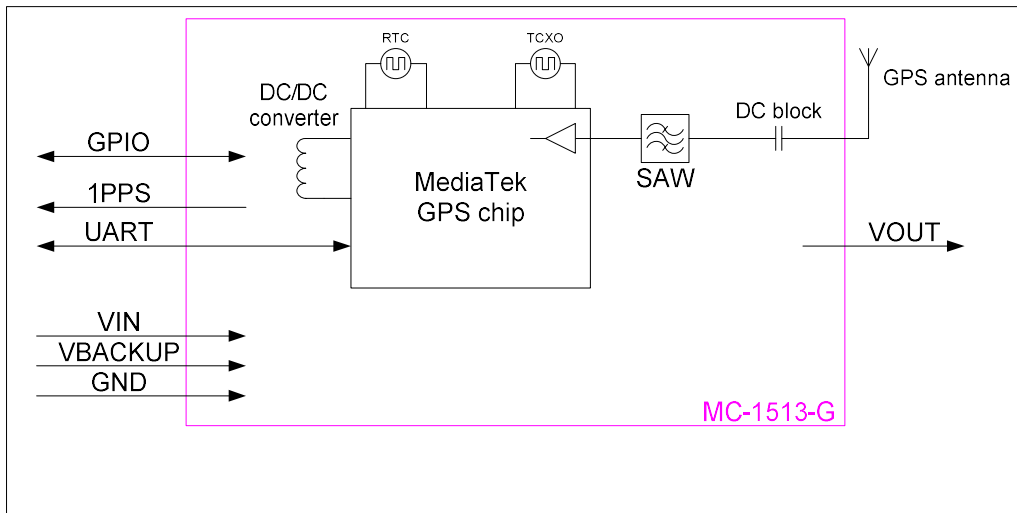 RTC
TCXO
DC/DC
converter
GPS antenna
DC block
GPIO
SAW
MediaTek
GPS chip
1PPS
UART
VOUT
VIN
VBACKUP
GND
MC-1513-G